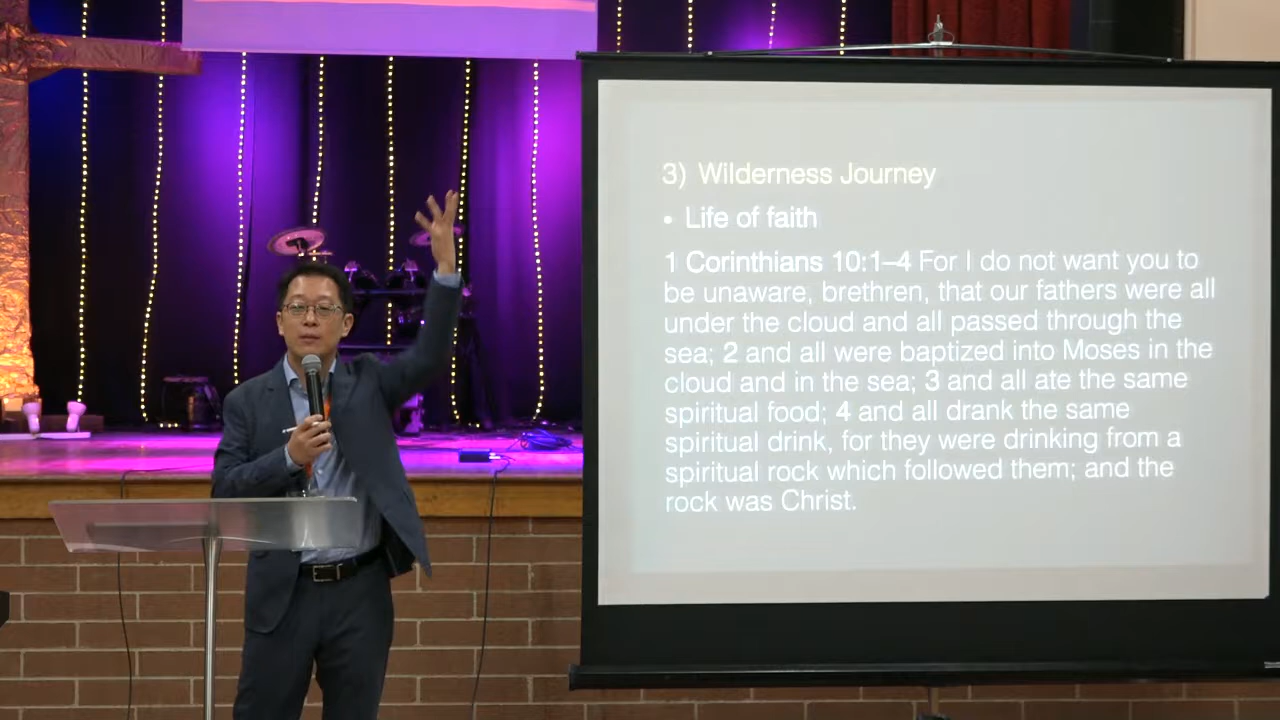 3) Wilderness Journey
• Life of faith
1 Corinthians 10:1–4 For I do not want you to
be unaware, brethren, that our fathers were all
under the cloud and all passed through the
sea; 2 and all were baptized into Moses in the
cloud and in the sea; 3 and all ate the same
spiritual food; 4 and all drank the same
spiritual drink, for they were drinking from a
spiritual rock which followed them; and the
rock was Christ.